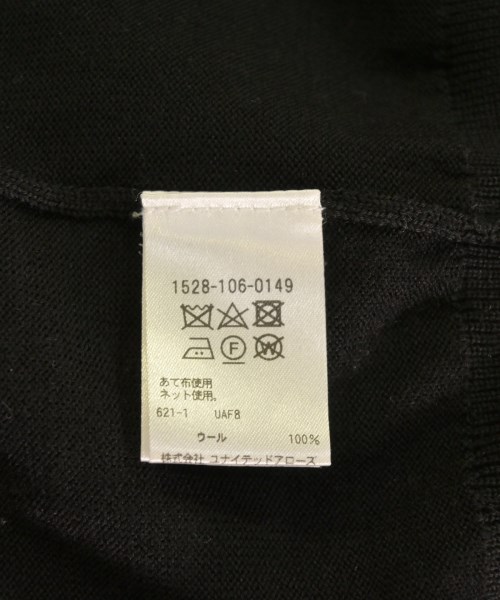 1528-106-0149
F W
あて布使用
ネット使用。
621-1 UAF8
ウール 100%
株式会社 ユナイテッドアローズ